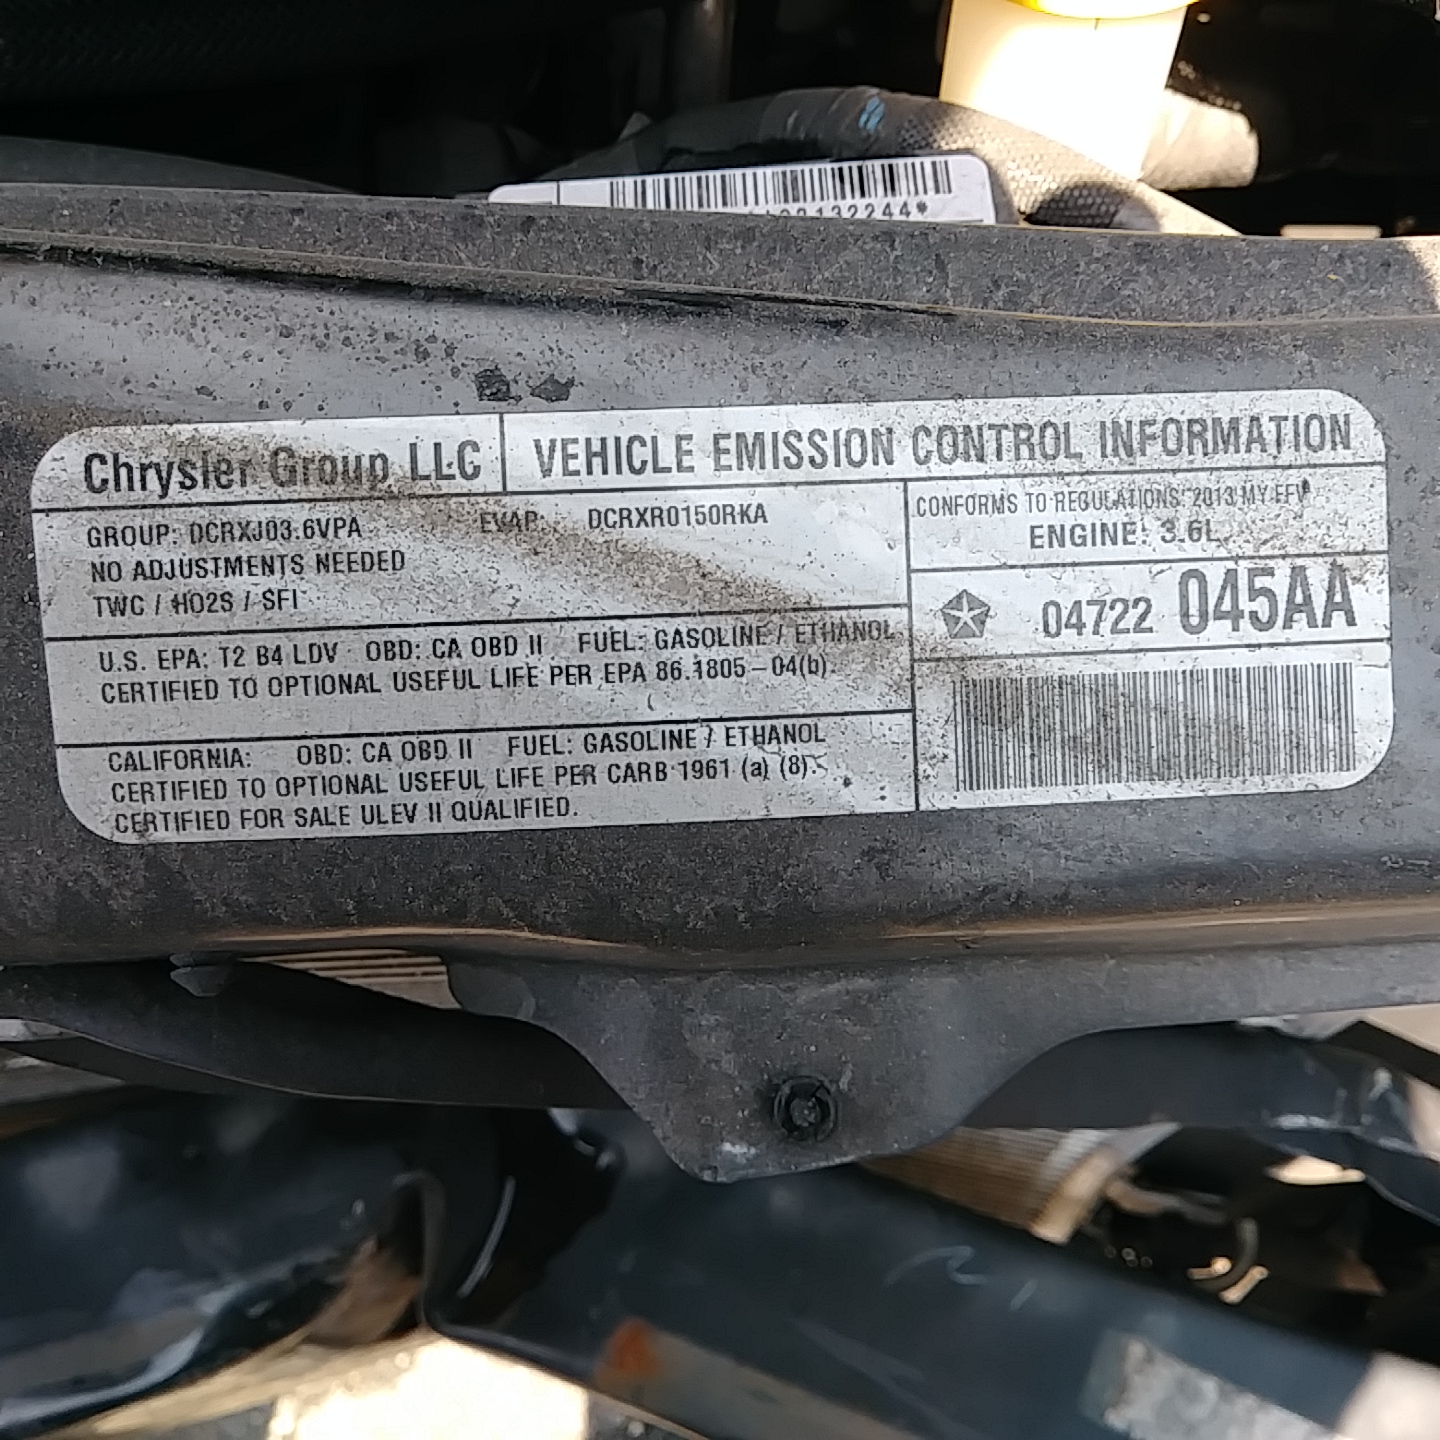 132244*
Chrysler Group LLC
VEHICLE EMISSION CONTROL INFORMATION
GROUP: DCRXJ03.6VPA EVAP: DCRXR0150RKA
NO ADJUSTMENTS NEEDED
TWC / HO2S / SFI
CONFORMS TO REGULATIONS: 2013 MY FFV
ENGINE: 3.6L
04722 045AA
U.S. EPA: T2 B4 LDV OBD: CA OBD II FUEL: GASOLINE / ETHANOL
CERTIFIED TO OPTIONAL USEFUL LIFE PER EPA 86.1805-04(b).
CALIFORNIA: OBD: CA OBD II FUEL: GASOLINE / ETHANOL
CERTIFIED TO OPTIONAL USEFUL LIFE PER CARB 1961 (a) (8).
CERTIFIED FOR SALE ULEV II QUALIFIED.